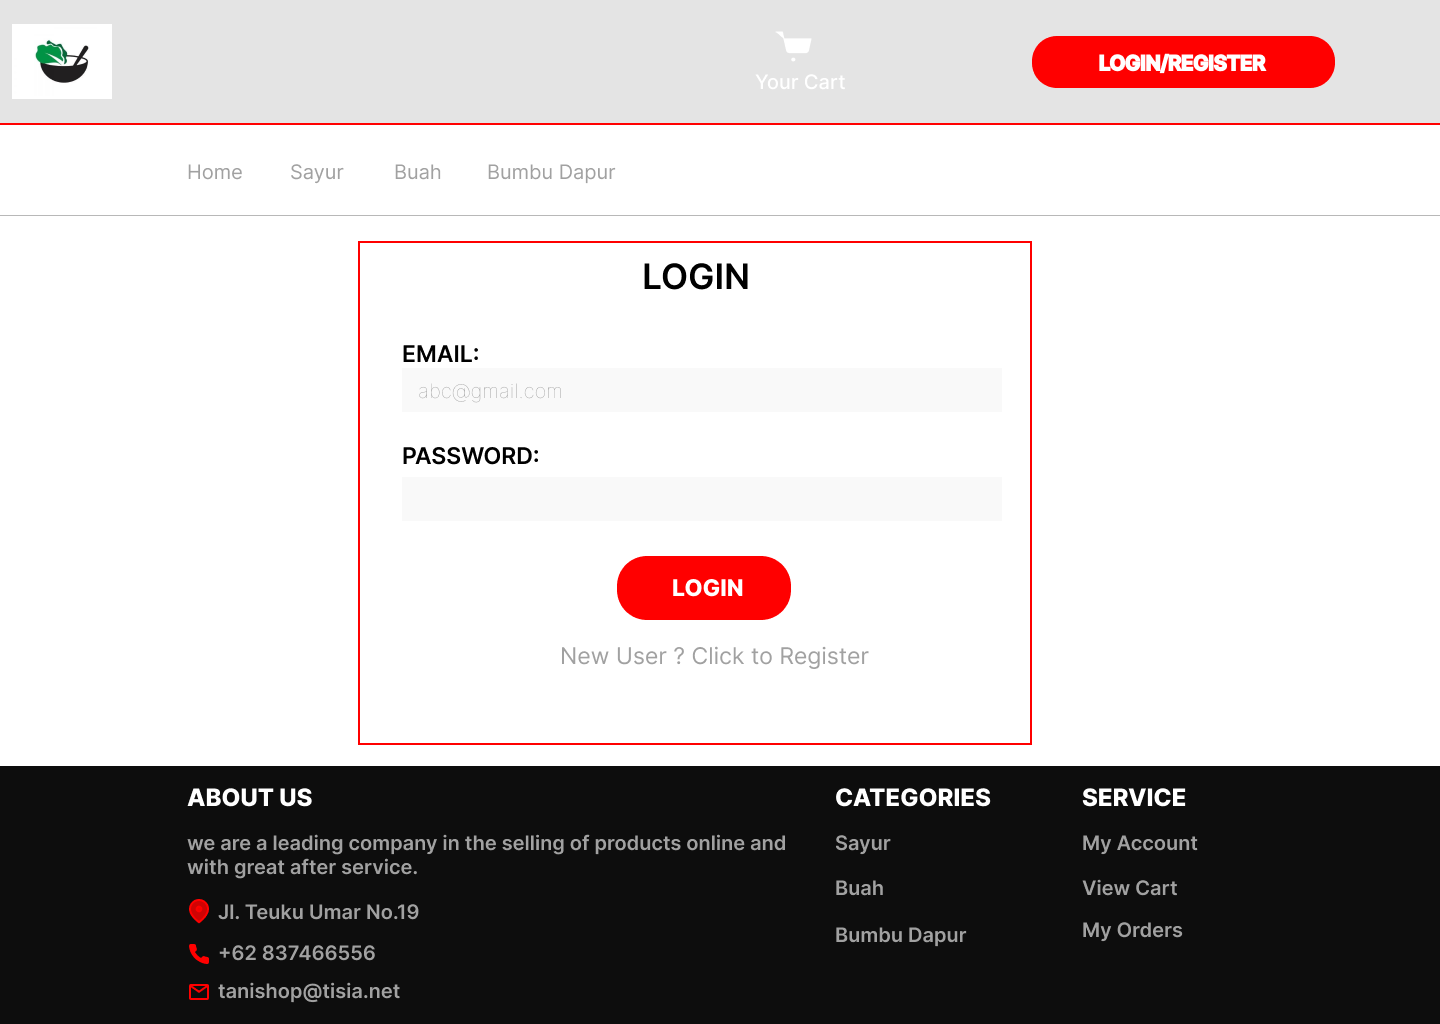 Your Cart
LOGIN/REGISTER
Home
Sayur
Buah
Bumbu Dapur
LOGIN
EMAIL:
abc@gmail.com
PASSWORD:
LOGIN
New User ? Click to Register
ABOUT US
we are a leading company in the selling of products online and
with great after service.
Jl. Teuku Umar No.19
+62 837466556
tanishop@tisia.net
CATEGORIES
Sayur
Buah
Bumbu Dapur
SERVICE
My Account
View Cart
My Orders